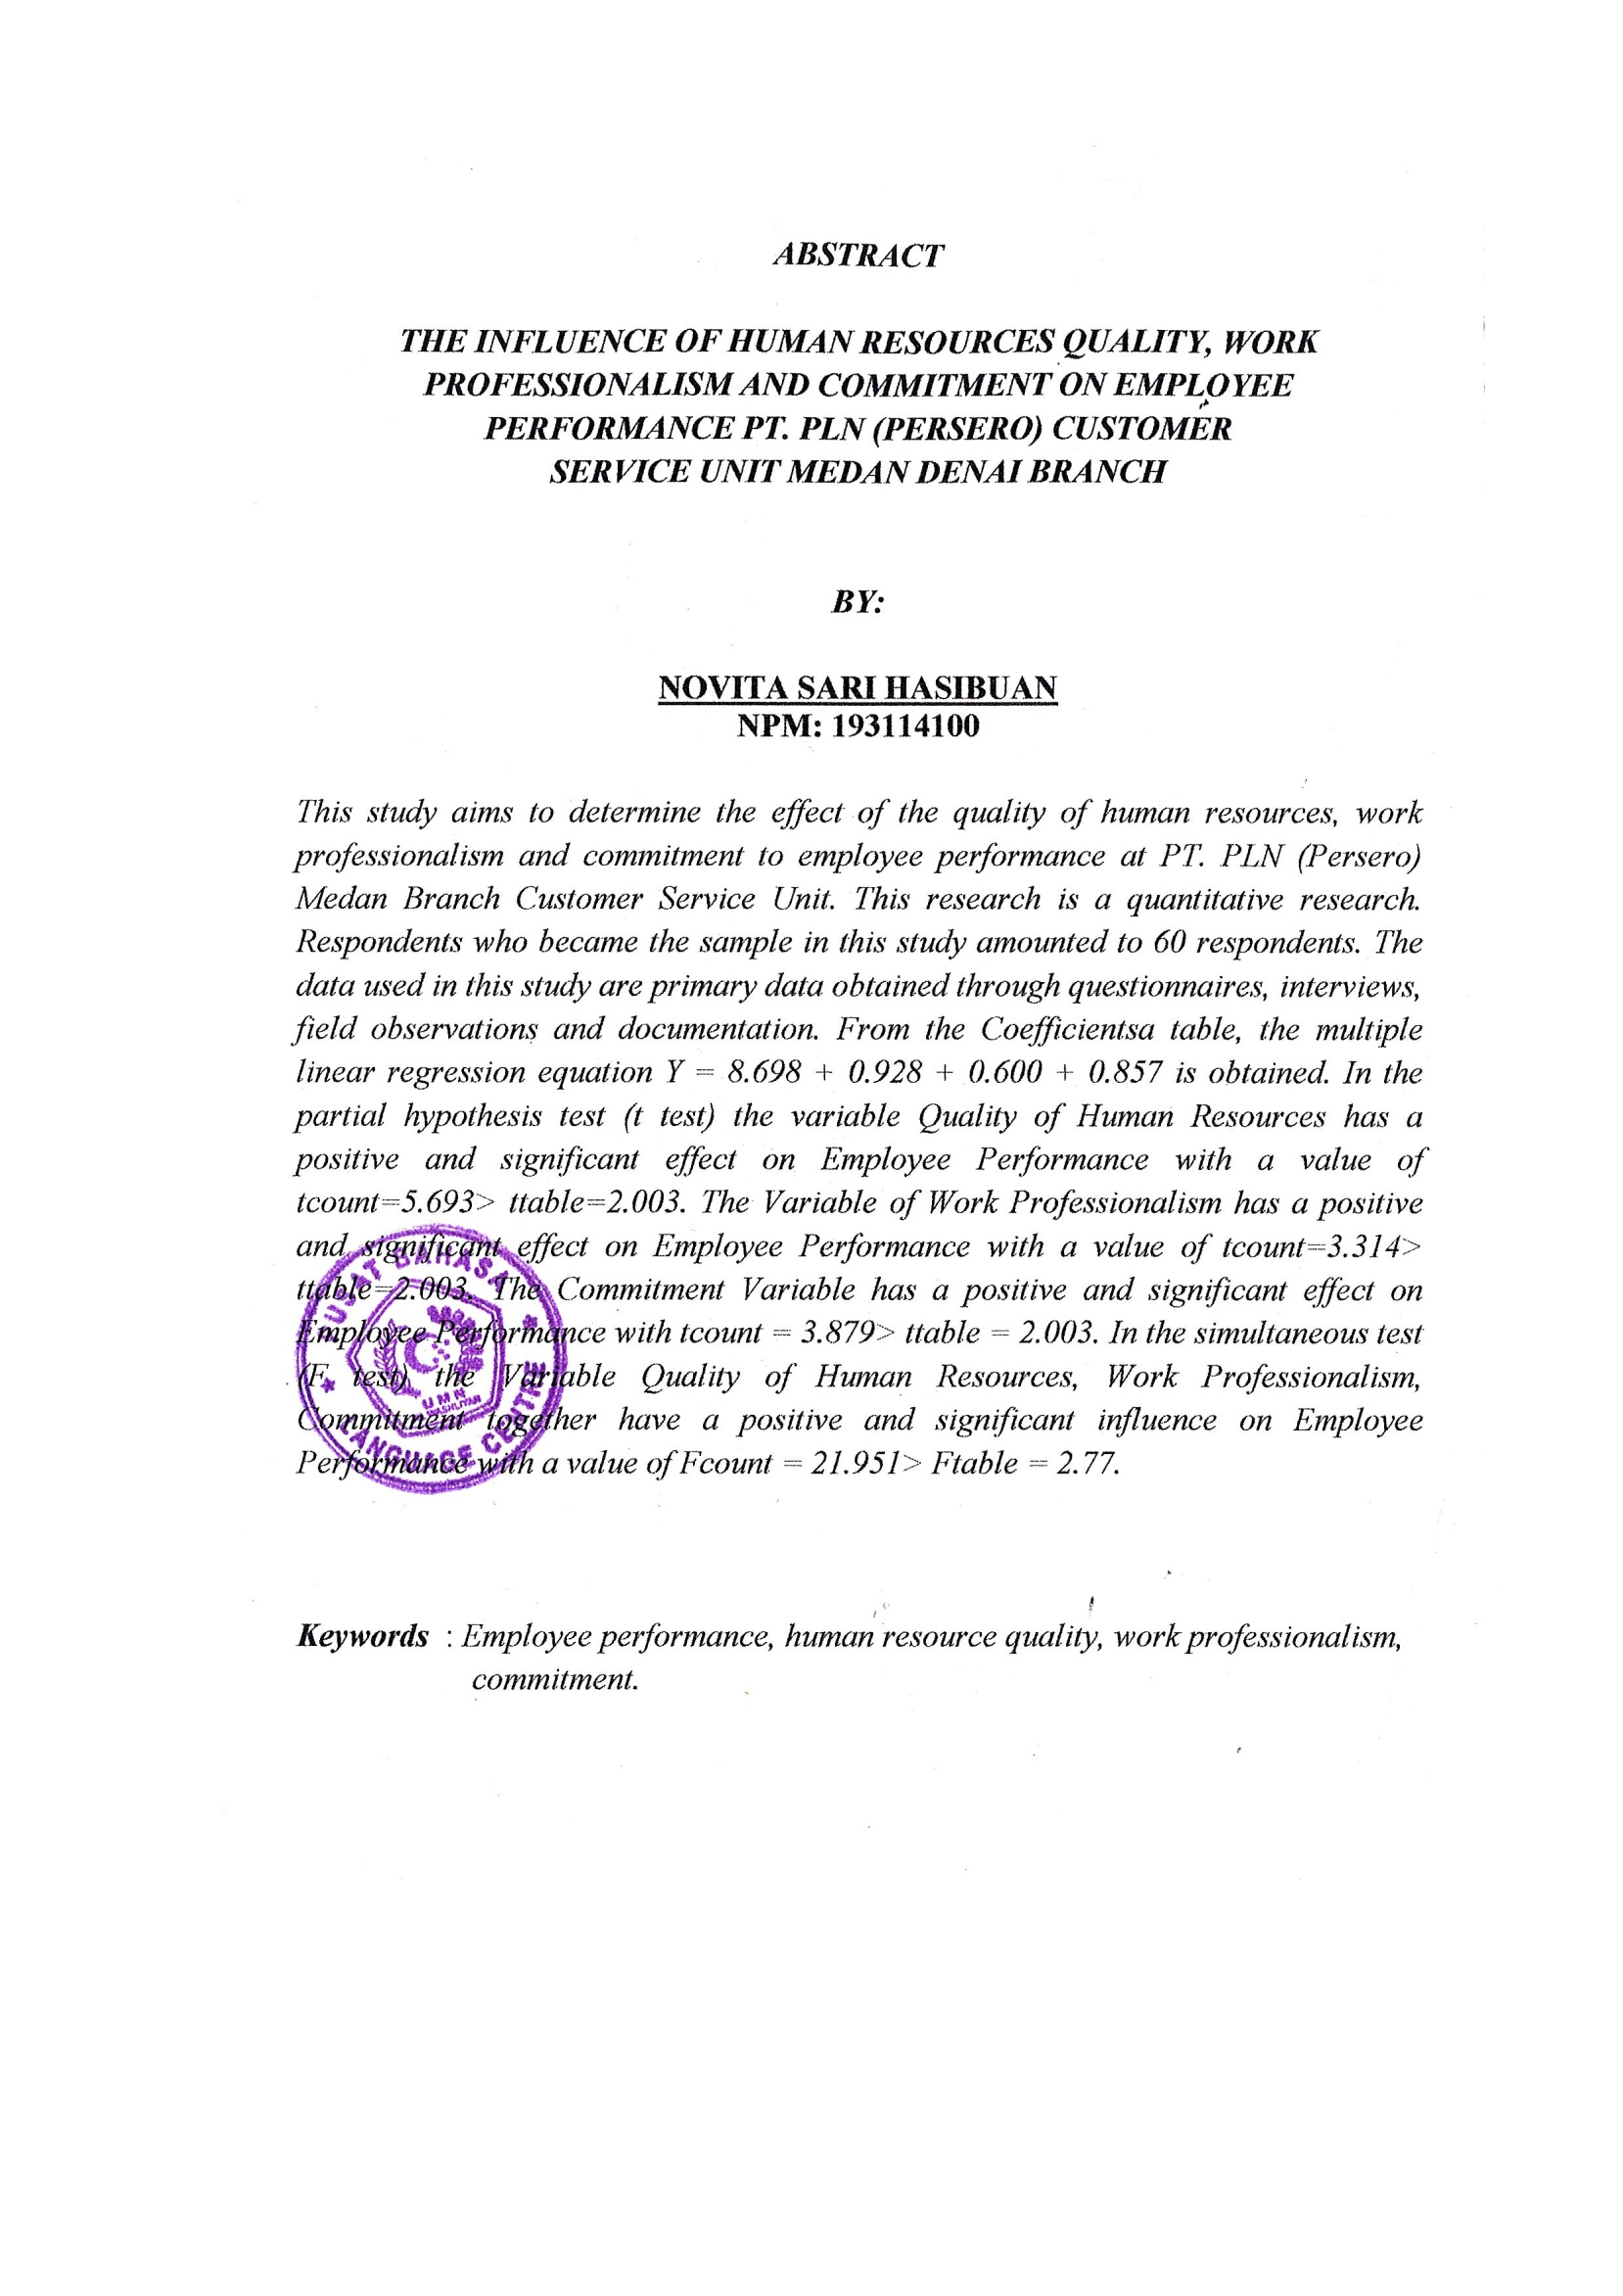 ABSTRACT
THE INFLUENCE OF HUMAN RESOURCES QUALITY, WORK
PROFESSIONALISM AND COMMITMENT ON EMPLOYEE
PERFORMANCE PT. PLN (PERSERO) CUSTOMER
SERVICE UNIT MEDAN DENAI BRANCH
BY:
NOVITA SARI HASIBUAN
NPM: 193114100
This study aims to determine the effect of the quality of human resources, work
professionalism and commitment to employee performance at PT. PLN (Persero)
Medan Branch Customer Service Unit. This research is a quantitative research.
Respondents who became the sample in this study amounted to 60 respondents. The
data used in this study are primary data obtained through questionnaires, interviews,
field observations and documentation. From the Coefficientsa table, the multiple
linear regression equation Y = 8.698 + 0.928 + 0.600 + 0.857 is obtained. In the
partial hypothesis test (t test) the variable Quality of Human Resources has a
positive and significant effect on Employee Performance with a value of
tcount=5.693> ttable=2.003. The Variable of Work Professionalism has a positive
and significant effect on Employee Performance with a value of tcount=3.314>
ttable=2.003. The Commitment Variable has a positive and significant effect on
Employee Performance with tcount = 3.879> ttable = 2.003. In the simultaneous test
(F test) the Variable Quality of Human Resources, Work Professionalism,
Commitment together have a positive and significant influence on Employee
Performance with a value of Fcount = 21.951> Ftable = 2.77.
PUSAT BAHASA
UMN
LANGUAGE CENTRE
Keywords : Employee performance, human resource quality, work professionalism,
commitment.